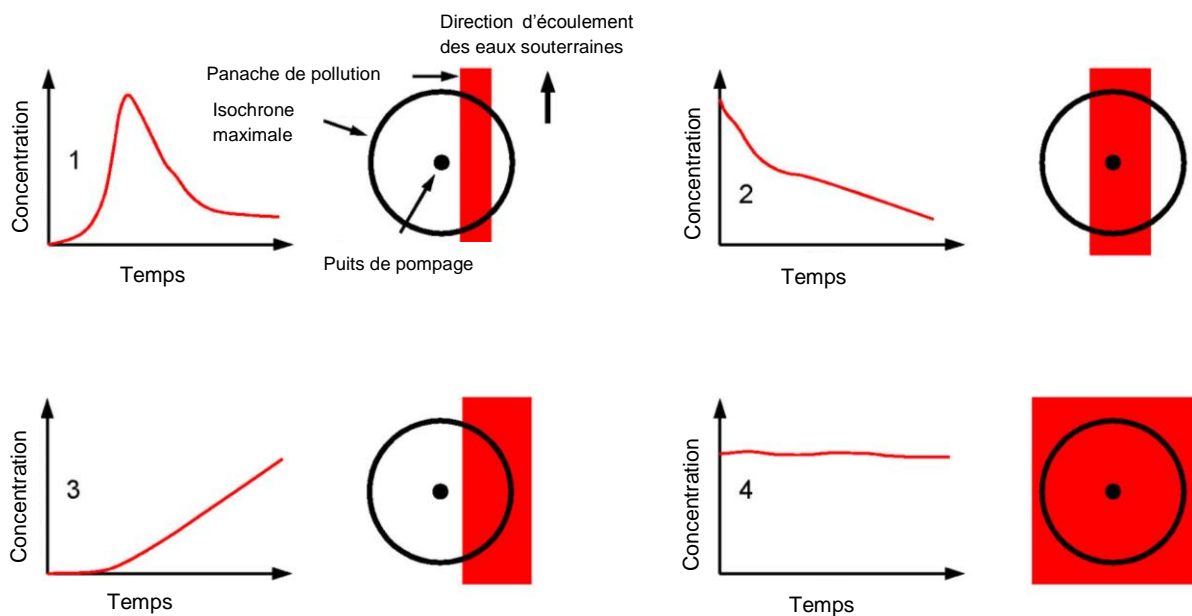 Direction d'écoulement
des eaux souterraines
Panache de pollution
Isochrone
maximale
Concentration
1
Temps
Puits de pompage
Concentration
2
Temps
Concentration
3
Temps
Concentration
4
Temps